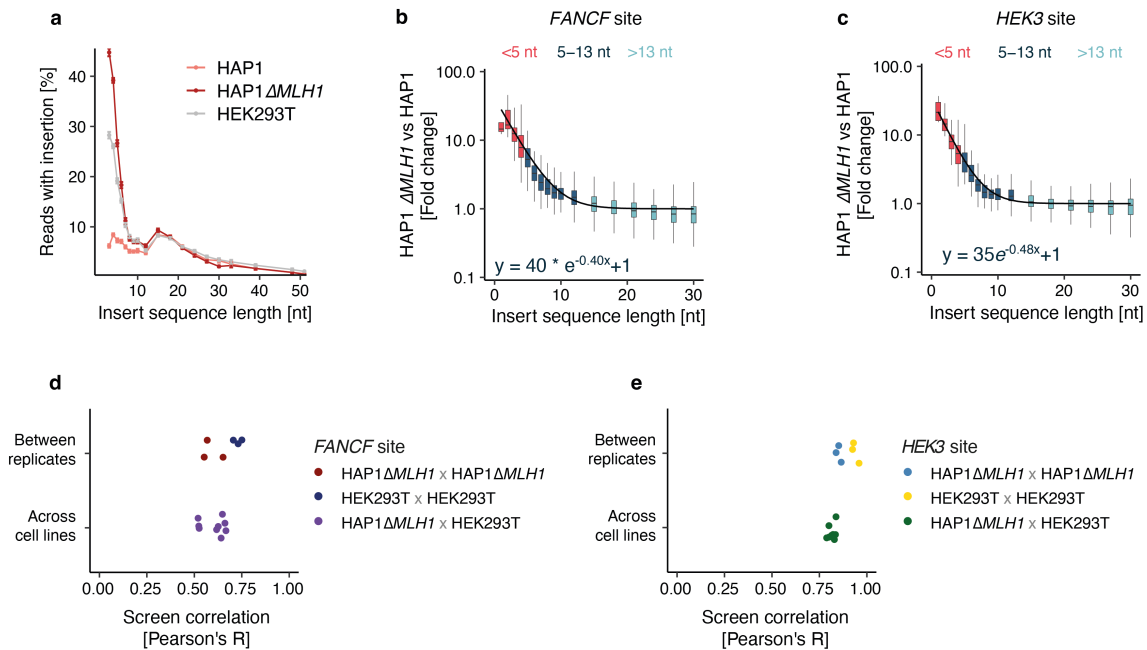 a
Reads with insertion [%]
40
30
20
10
10
20
30
40
50
Insert sequence length [nt]
HAP1
HAP1 ΔMLH1
HEK293T
b
FANCF site
<5 nt
5–13 nt
>13 nt
HAP1 ΔMLH1 vs HAP1
[Fold change]
100.0
10.0
1.0
0.1
y = 40 * e-0.40x+1
0
10
20
30
Insert sequence length [nt]
c
HEK3 site
<5 nt
5–13 nt
>13 nt
HAP1 ΔMLH1 vs HAP1
[Fold change]
100.0
10.0
1.0
0.1
y = 35e-0.48x+1
0
10
20
30
Insert sequence length [nt]
d
Between
replicates
Across
cell lines
0.00
0.25
0.50
0.75
1.00
Screen correlation
[Pearson's R]
FANCF site
HAP1ΔMLH1 x HAP1ΔMLH1
HEK293T x HEK293T
HAP1ΔMLH1 x HEK293T
e
Between
replicates
Across
cell lines
0.00
0.25
0.50
0.75
1.00
Screen correlation
[Pearson's R]
HEK3 site
HAP1ΔMLH1 x HAP1ΔMLH1
HEK293T x HEK293T
HAP1ΔMLH1 x HEK293T